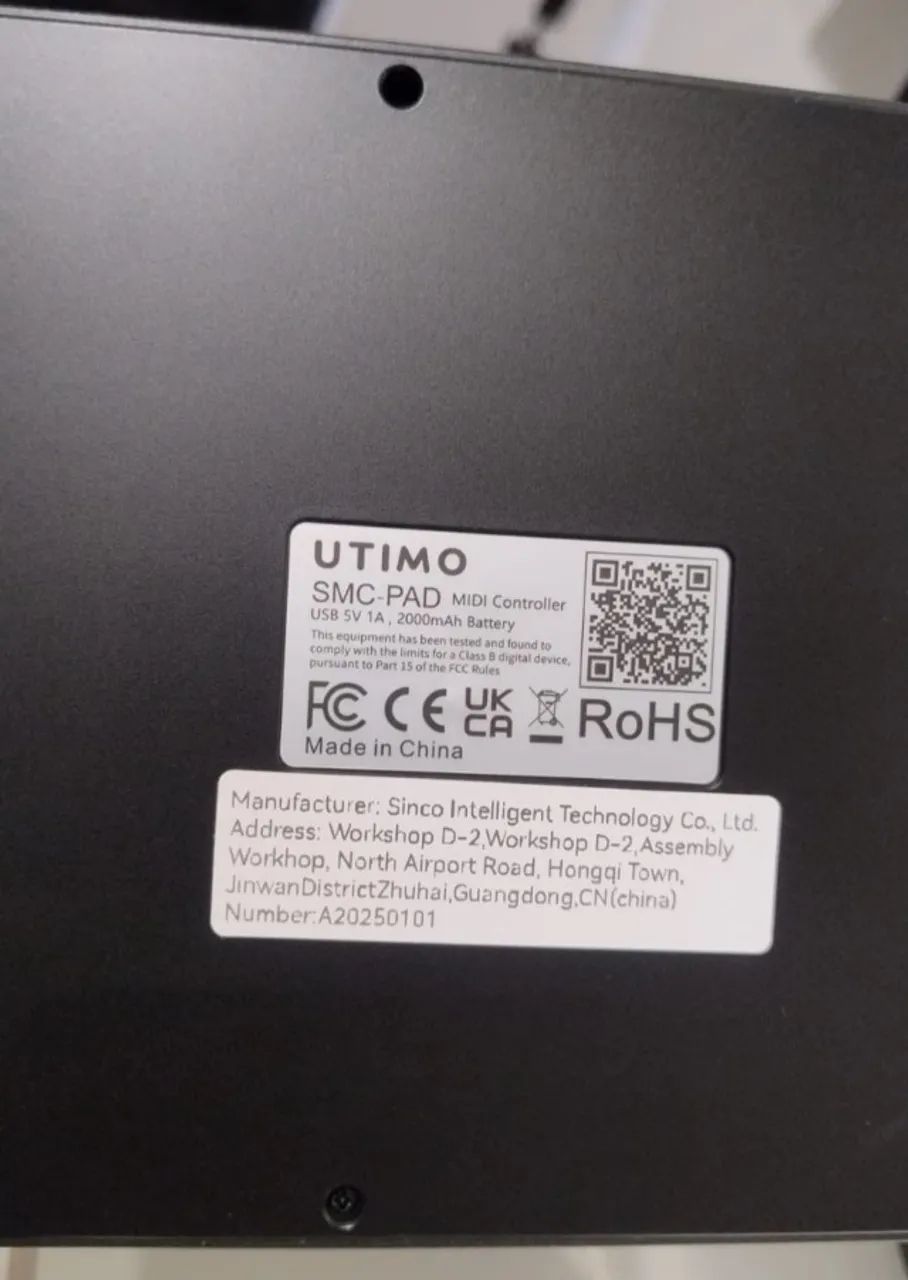 UTIMO
SMC-PAD MIDI Controller
USB 5V 1A , 2000mAh Battery
This equipment has been tested and found to
comply with the limits for a Class B digital device,
pursuant to Part 15 of the FCC Rules
FC CE UK
CA RoHS
Made in China
Manufacturer: Sinco Intelligent Technology Co., Ltd.
Address: Workshop D-2,Workshop D-2,Assembly
Workhop, North Airport Road, Hongqi Town,
JinwanDistrictZhuhai,Guangdong,CN(china)
Number:A20250101